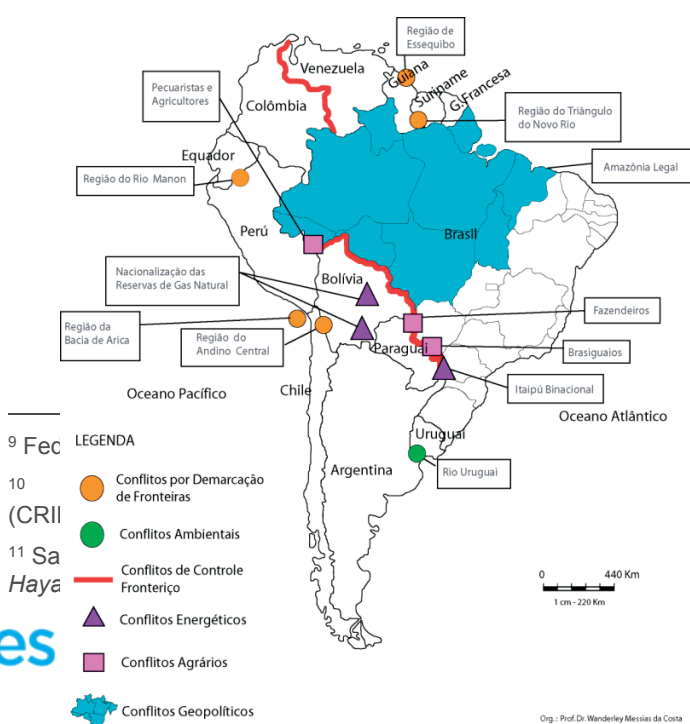 Região de
Essequibo
Venezuela
Guiana
Suriname
G.Francesa
Pecuaristas e
Agricultores
Colômbia
Região do Triângulo
do Novo Rio
Equador
Amazônia Legal
Região do Rio Manon
Perú
Brasil
Nacionalização das
Reservas de Gas Natural
Bolívia
Fazendeiros
Região da
Bacia de Arica
Região do
Andino Central
Paraguai
Brasiguaios
Itaipú Binacional
Oceano Pacífico
Chile
Oceano Atlântico
Uruguai
Argentina
Rio Uruguai
9 Fed
10
(CRII
11 Sa
Haya
es
LEGENDA
Conflitos por Demarcação
de Fronteiras
Conflitos Ambientais
Conflitos de Controle
Fronteiriço
Conflitos Energéticos
Conflitos Agrários
Conflitos Geopolíticos
0 440 Km
1 cm - 220 Km
Org.: Prof. Dr. Wanderley Messias da Costa